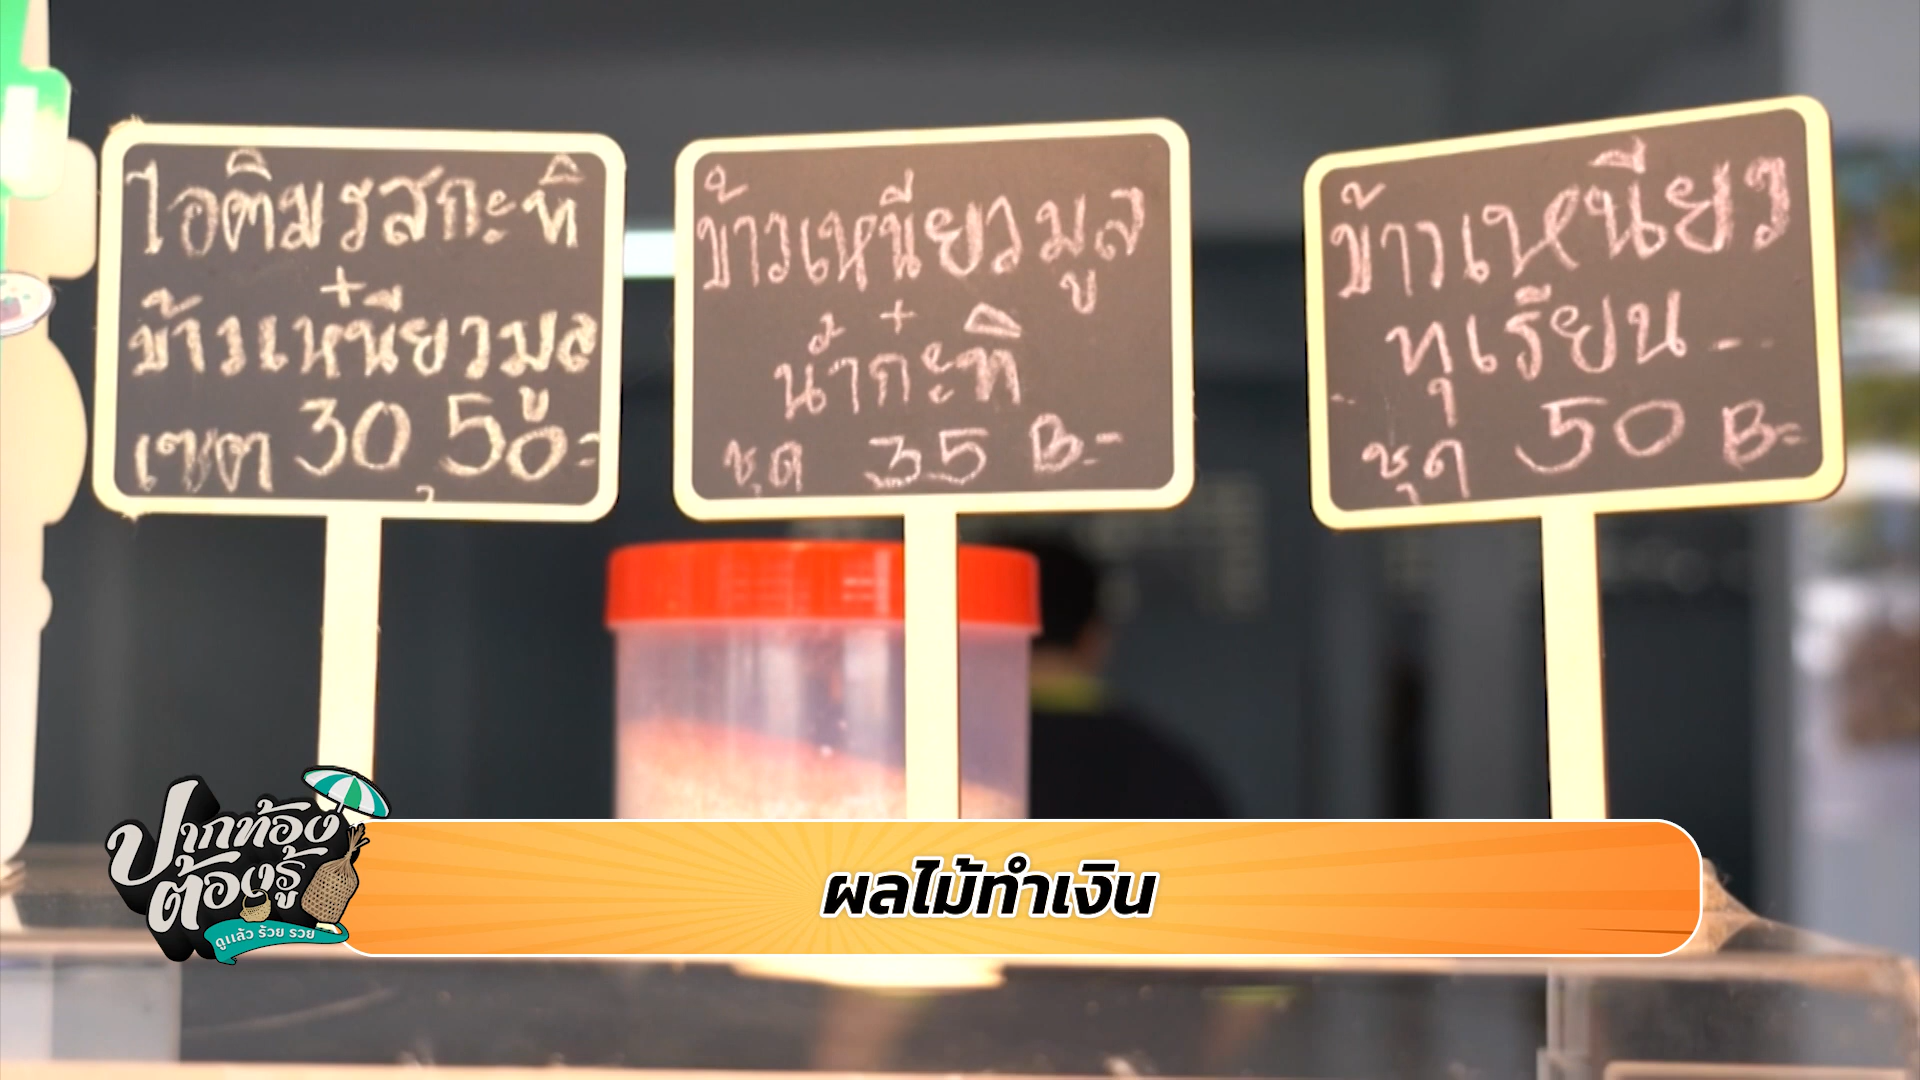 ไอติมรสกะทิ
+
ข้าวเหนียวมูล
เซต 30, 50.-
ข้าวเหนียวมูล
+
น้ำกะทิ
ชุด 35 B.-
ข้าวเหนียว
ทุเรียน...
ชุด 50 B.-
ปากท้อง
ต้องรู้
ดูแล้ว ร้วย รวย
ผลไม้ทำเงิน